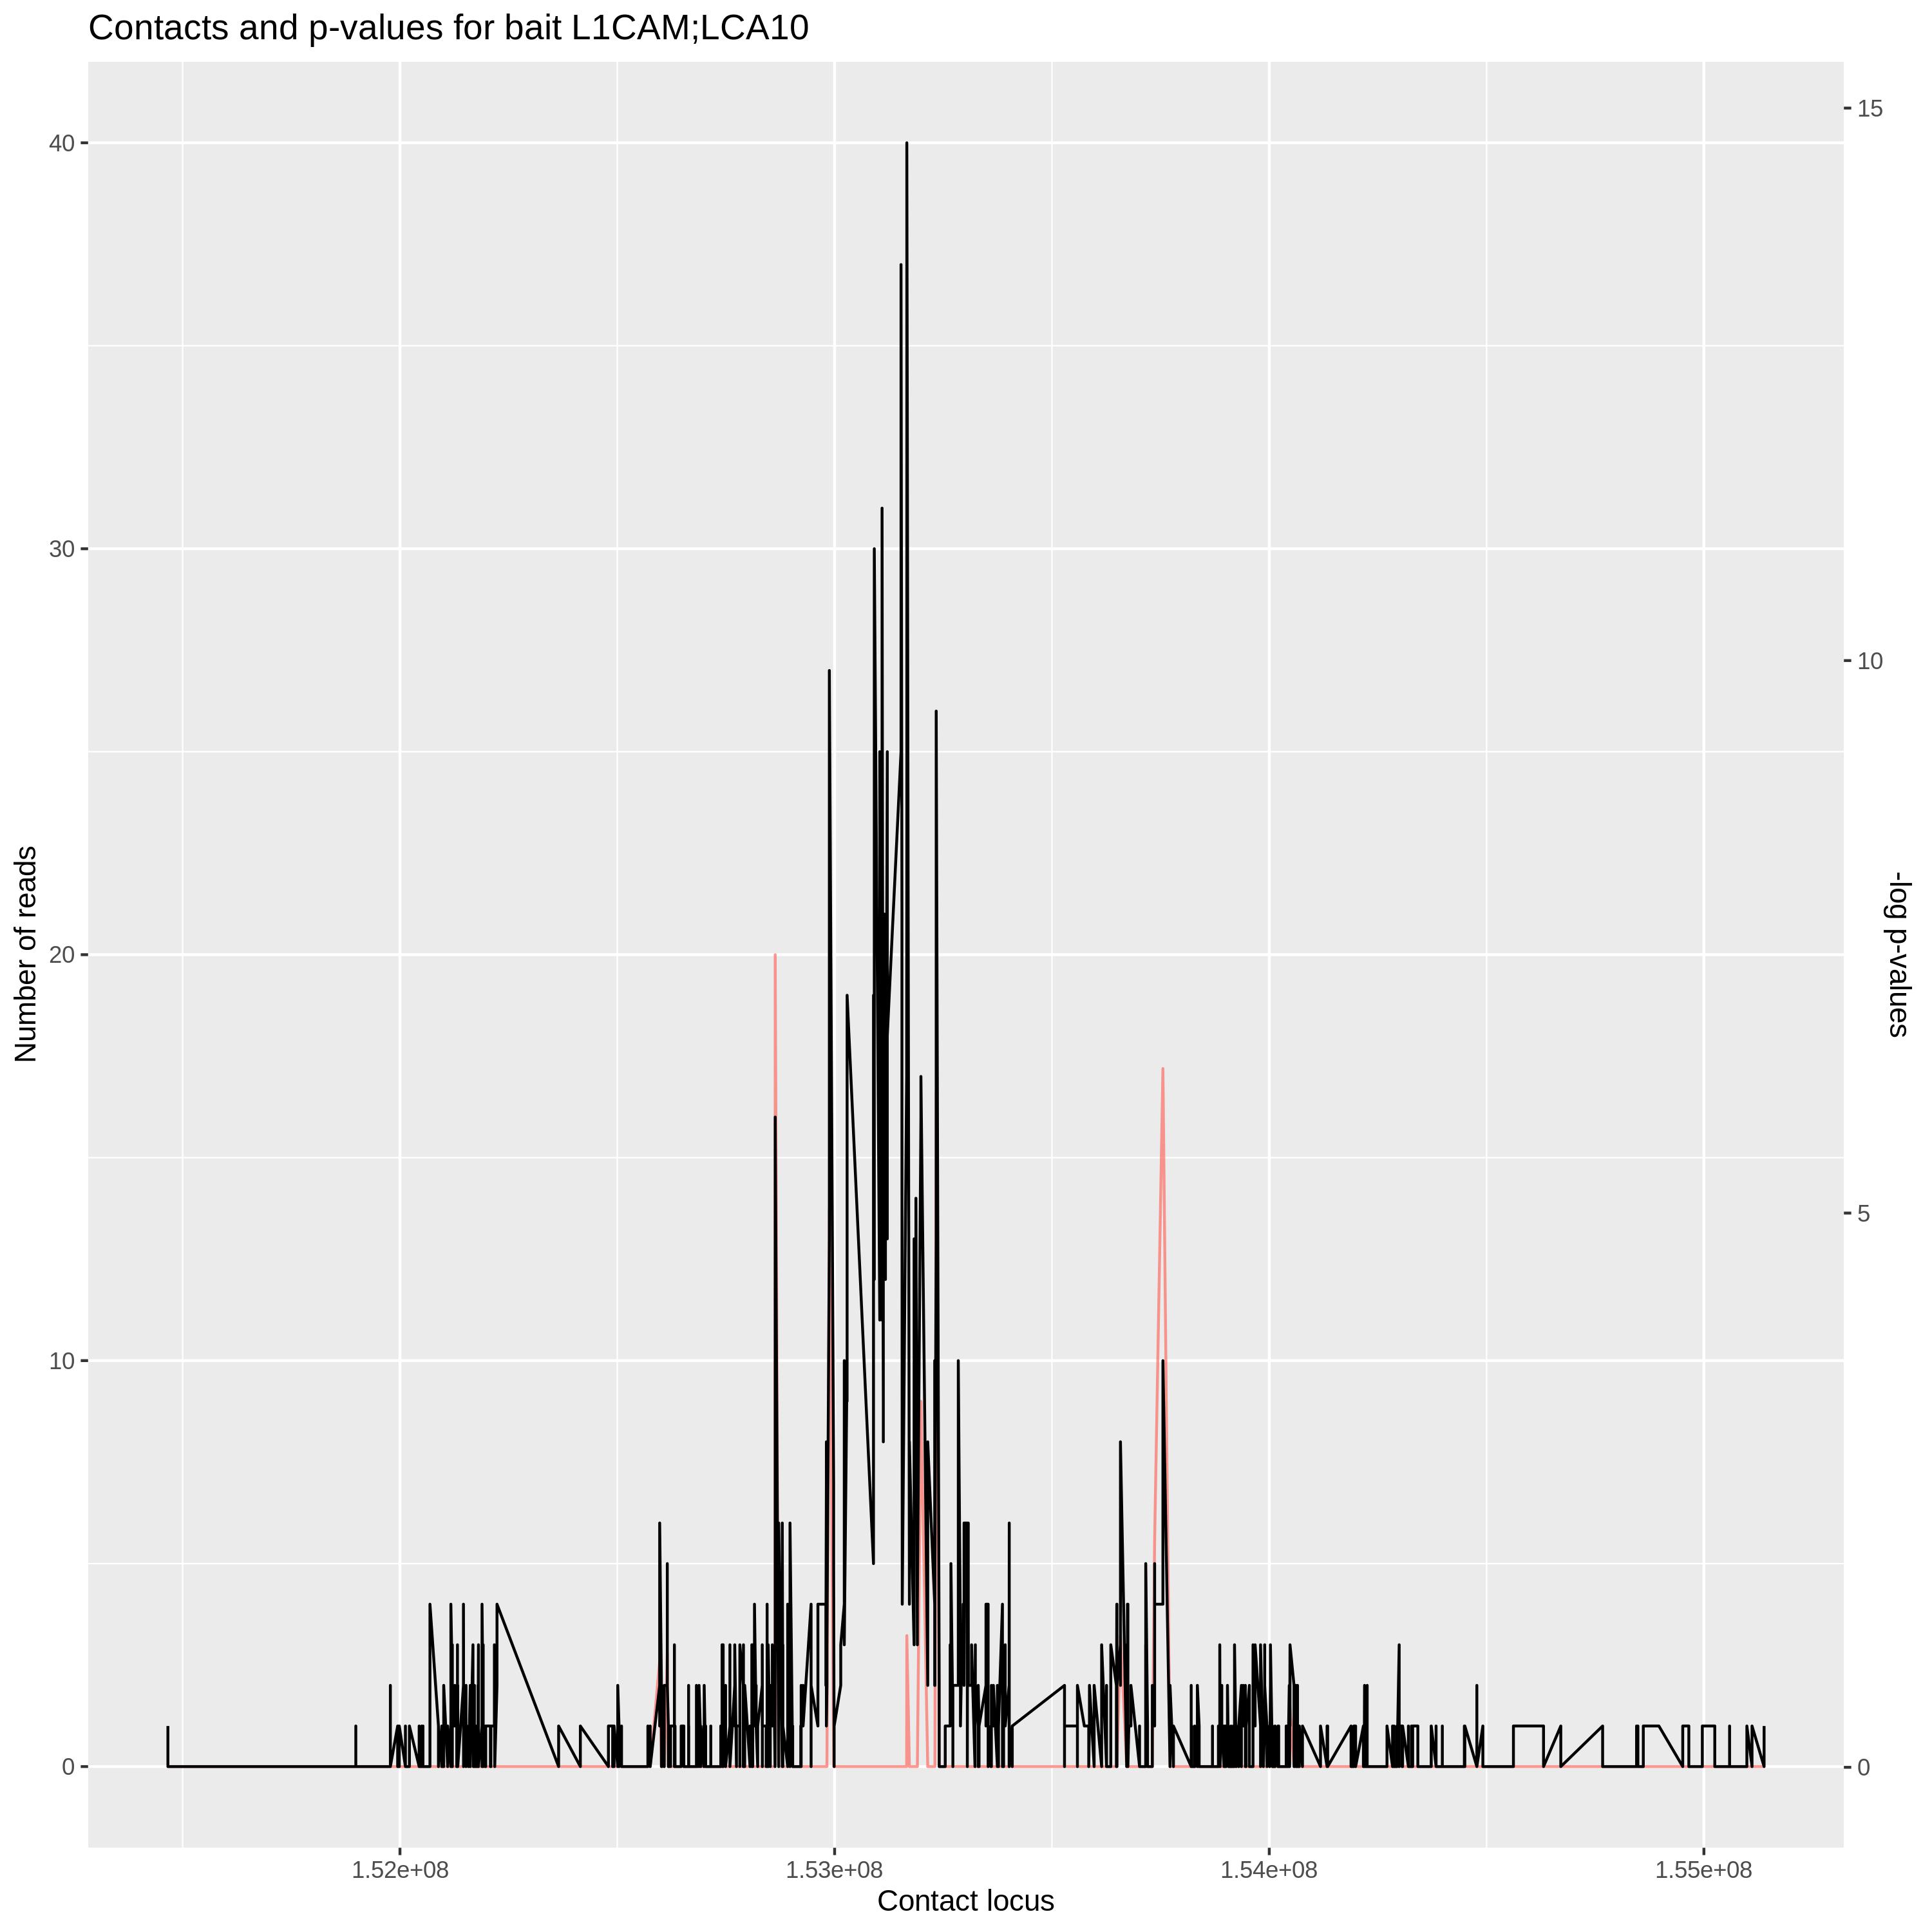 Contacts and p-values for bait L1CAM;LCA10
Number of reads
40
30
20
10
0
15
10
5
0
-log p-values
1.52e+08
1.53e+08
1.54e+08
1.55e+08
Contact locus